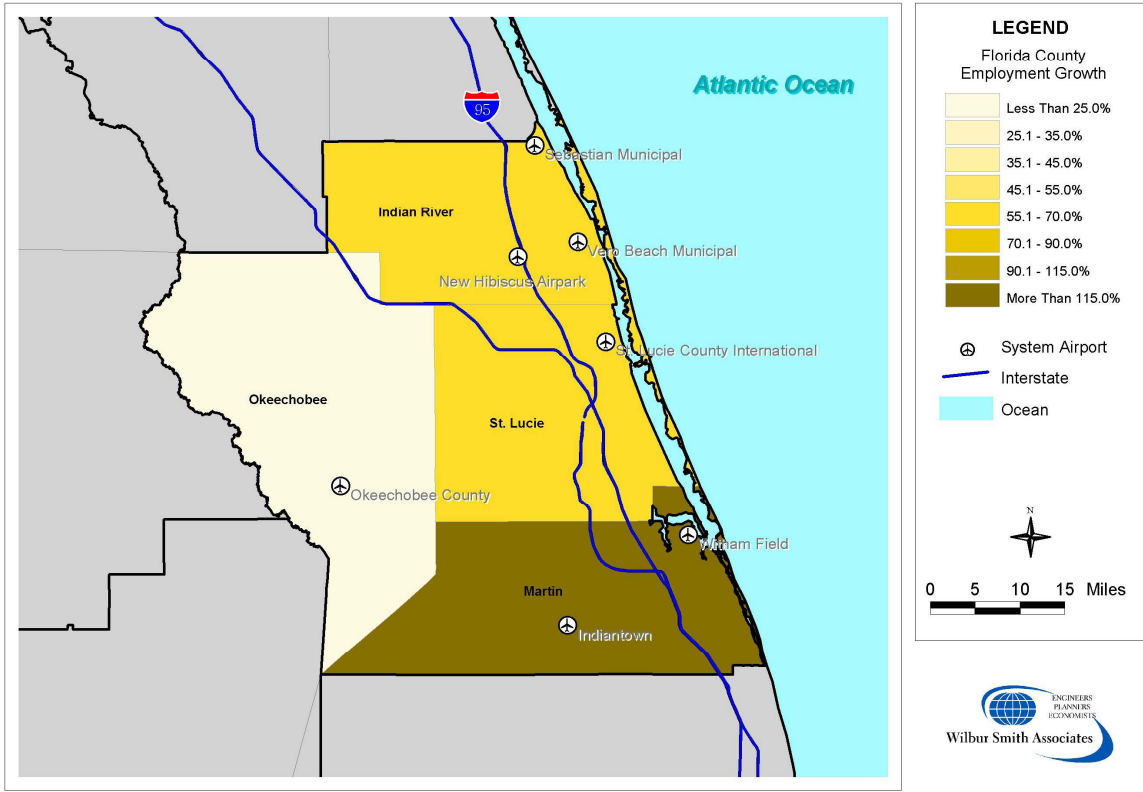 Atlantic Ocean
95
Sebastian Municipal
Indian River
Vero Beach Municipal
New Hibiscus Airpark
St. Lucie County International
Okeechobee
St. Lucie
Okeechobee County
Witham Field
Martin
Indiantown
LEGEND
Florida County
Employment Growth
Less Than 25.0%
25.1 - 35.0%
35.1 - 45.0%
45.1 - 55.0%
55.1 - 70.0%
70.1 - 90.0%
90.1 - 115.0%
More Than 115.0%
System Airport
Interstate
Ocean
N
0 5 10 15 Miles
ENGINEERS
PLANNERS
ECONOMISTS
Wilbur Smith Associates